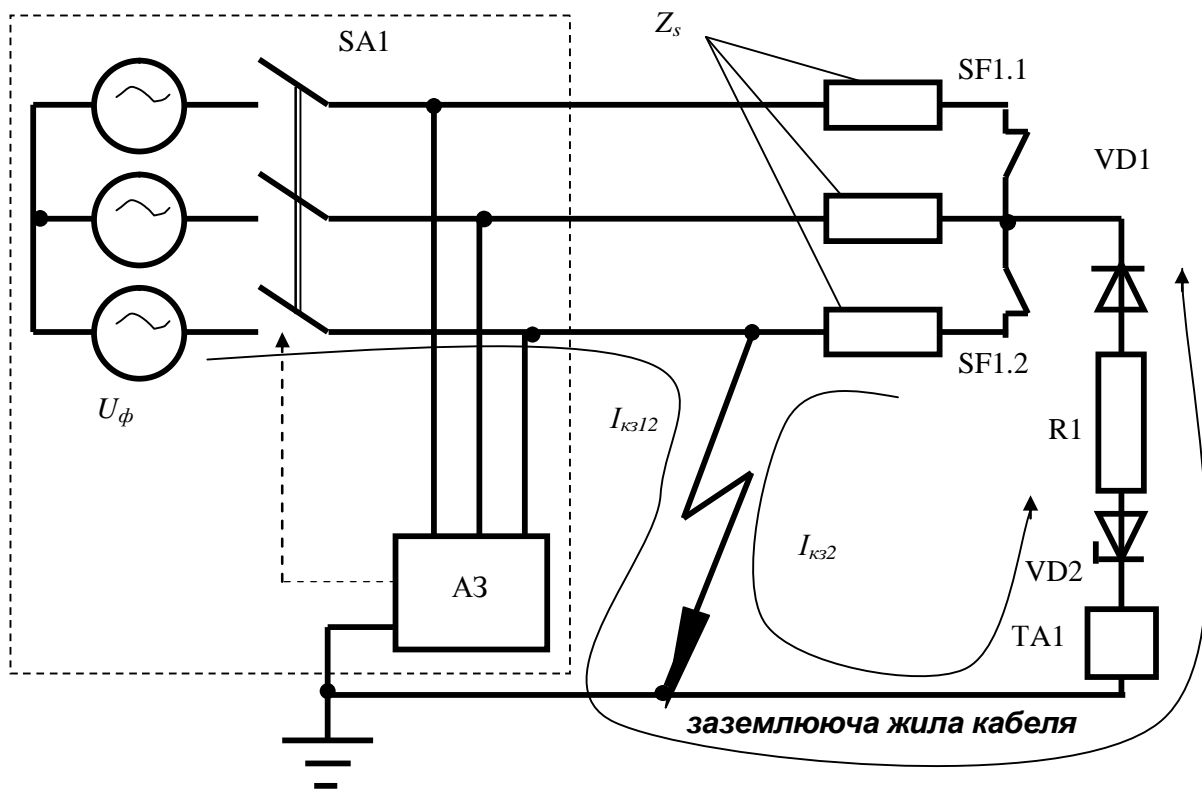 SA1
Zs
SF1.1
VD1
SF1.2
Uф
Iкз12
R1
Iкз2
АЗ
VD2
TA1
заземлююча жила кабеля